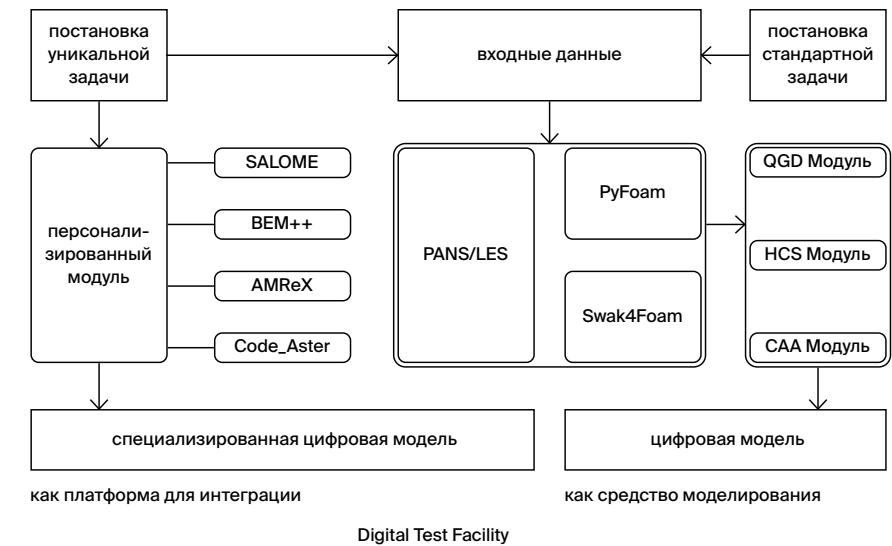 постановка
уникальной
задачи
входные данные
постановка
стандартной
задачи
персонали-
зированный
модуль
SALOME
BEM++
AMReX
Code_Aster
PANS/LES
PyFoam
Swak4Foam
QGD Модуль
HCS Модуль
CAA Модуль
специализированная цифровая модель
цифровая модель
как платформа для интеграции
как средство моделирования
Digital Test Facility